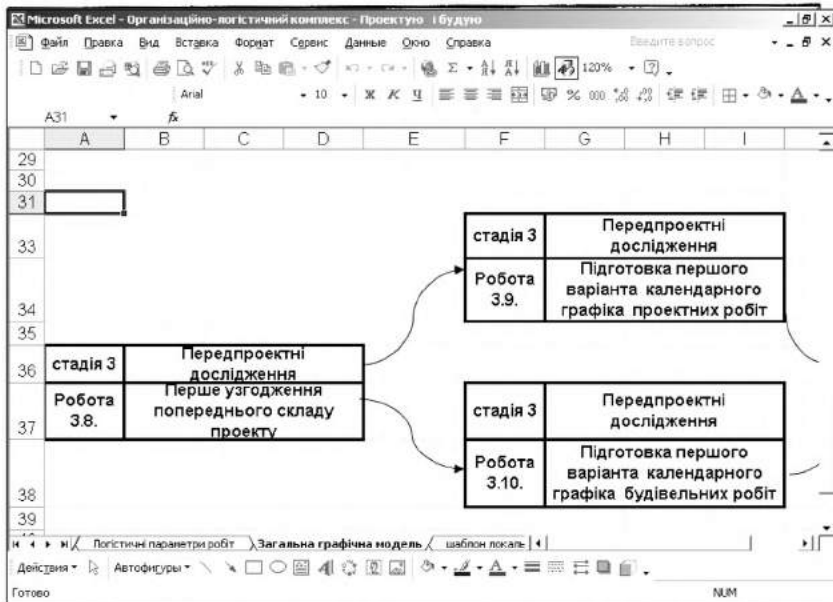 Microsoft Excel - Організаційно-логістичний комплекс - Проектую і будую
Файл Правка Вид Вставка Формат Сервис Данные Окно Справка Введите вопрос
120%
Arial 10 Ж К Ч % 000
A31 fx
A B C D E F G H I
29
30
31
33
стадія 3 Передпроектні
дослідження
34
Робота
3.9.
Підготовка першого
варіанта календарного
графіка проектних робіт
35
36
стадія 3 Передпроектні
дослідження
37
Робота
3.8.
Перше узгодження
попереднього складу
проекту
стадія 3 Передпроектні
дослідження
38
Робота
3.10.
Підготовка першого
варіанта календарного
графіка будівельних робіт
39
Логістичні параметри робіт Загальна графічна модель шаблон локаль
Действия Автофигуры
Готово NUM